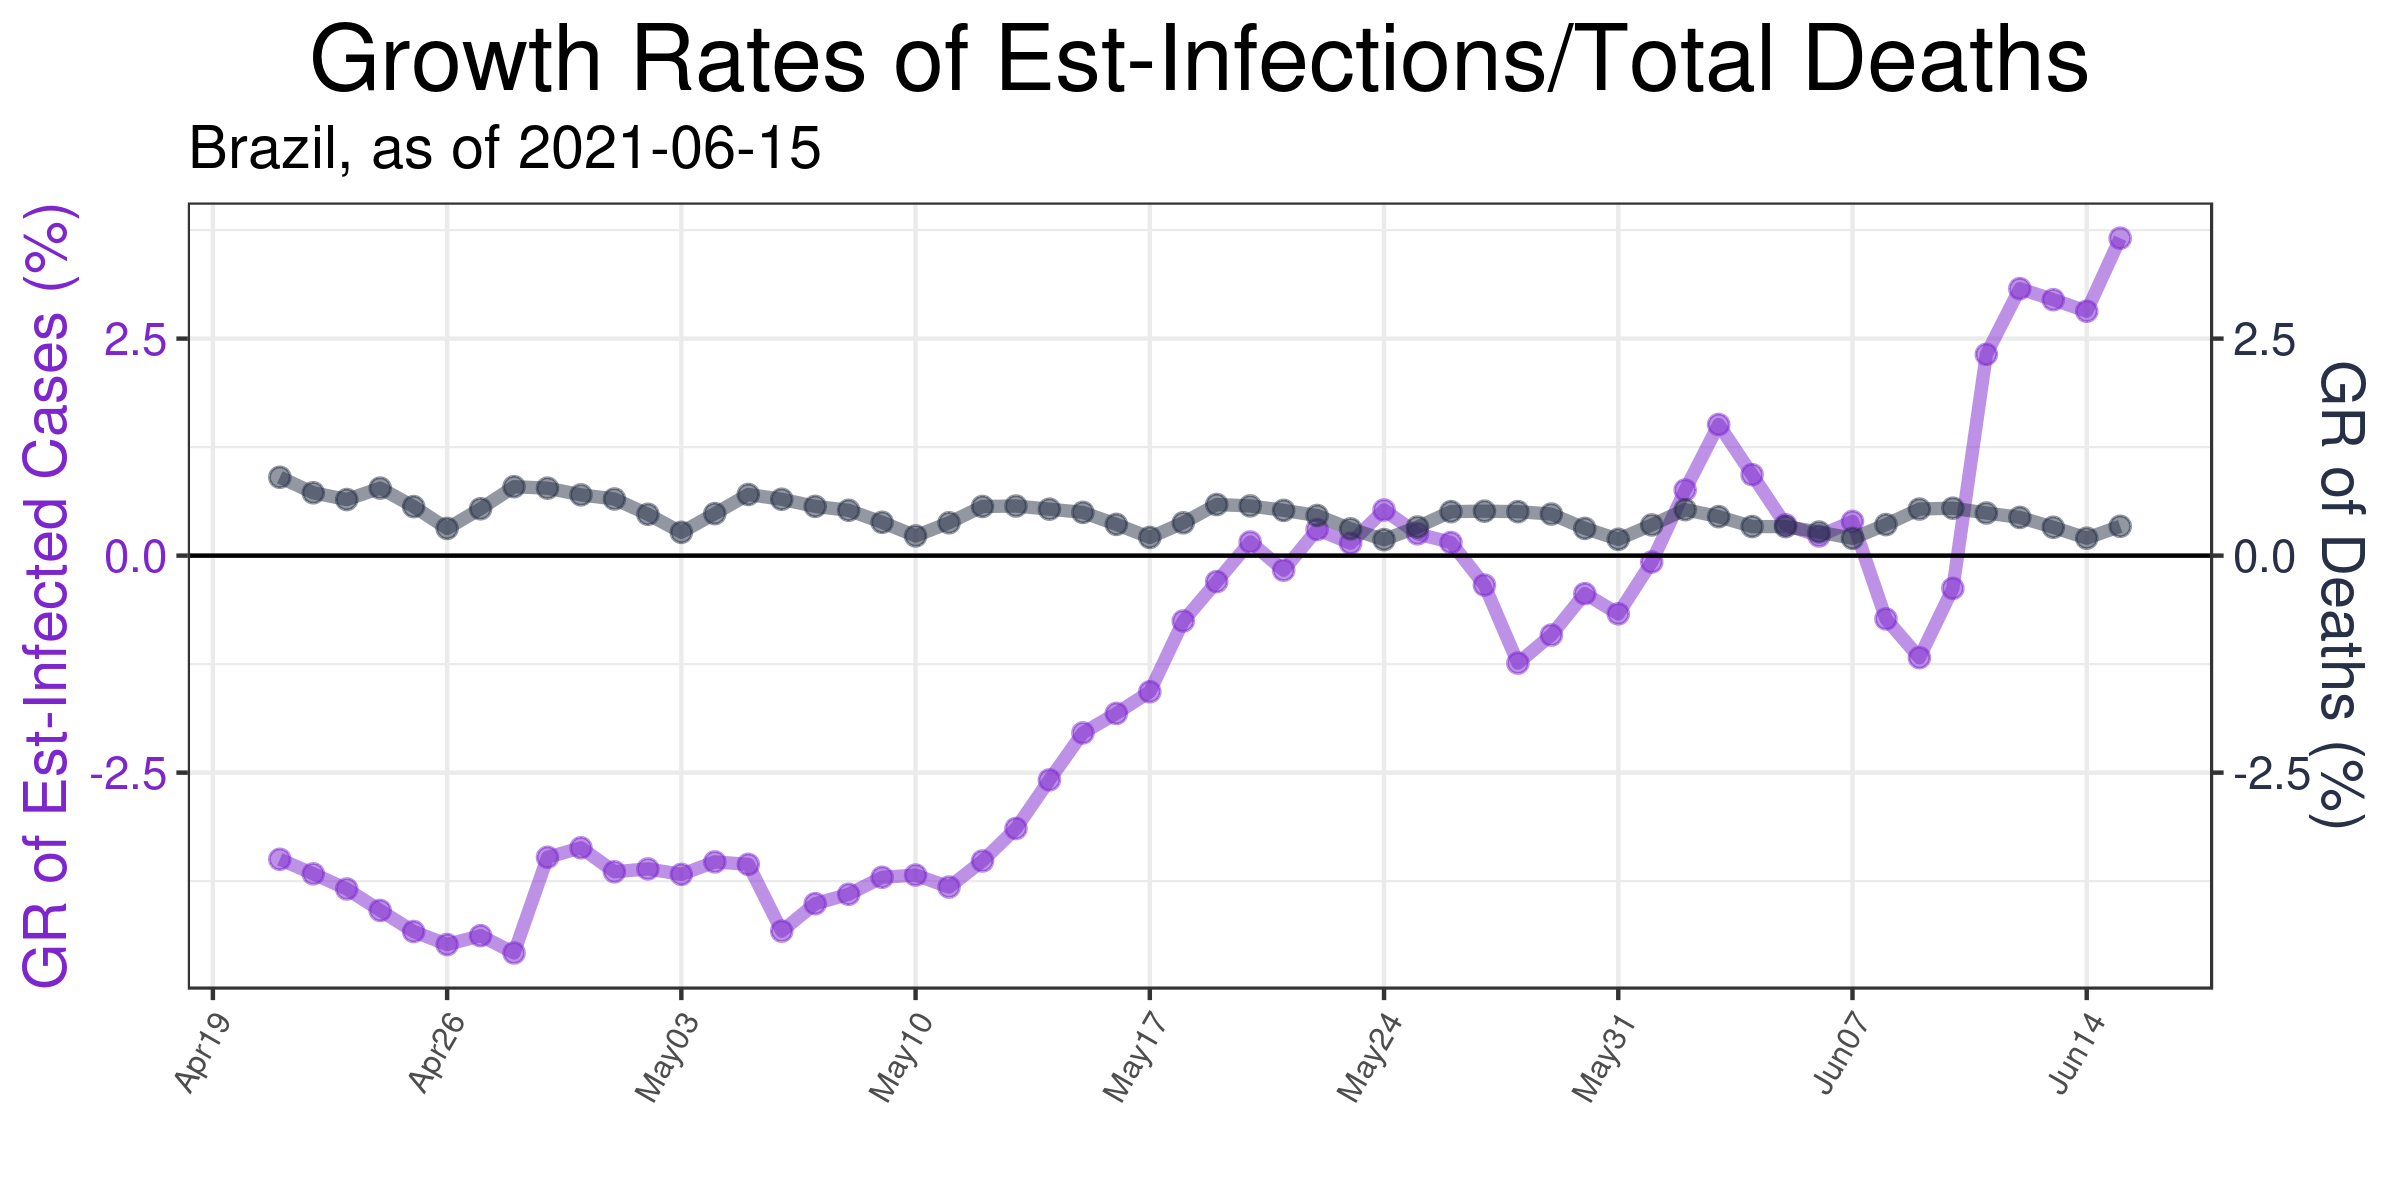 Growth Rates of Est-Infections/Total Deaths
Brazil, as of 2021-06-15
GR of Est-Infected Cases (%)
2.5
0.0
-2.5
2.5
0.0
-2.5
GR of Deaths (%)
Apr19
Apr26
May03
May10
May17
May24
May31
Jun07
Jun14